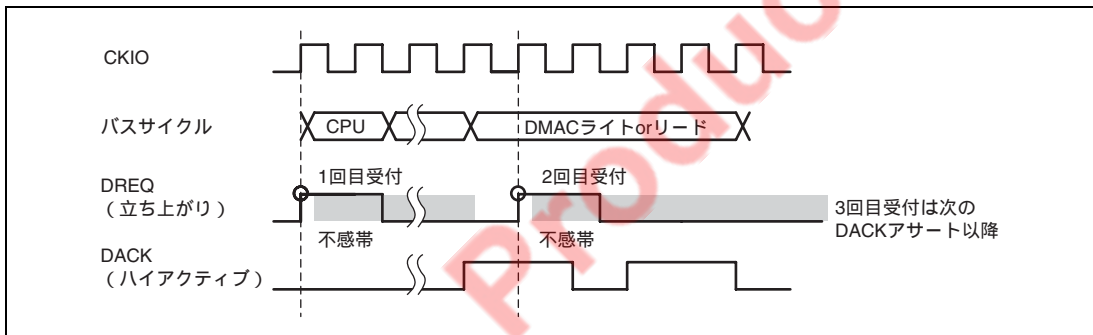 CKIO
バスサイクル
CPU
DMACライトorリード
DREQ
（立ち上がり）
1回目受付
2回目受付
不感帯
不感帯
3回目受付は次の
DACKアサート以降
DACK
（ハイアクティブ）
Produc